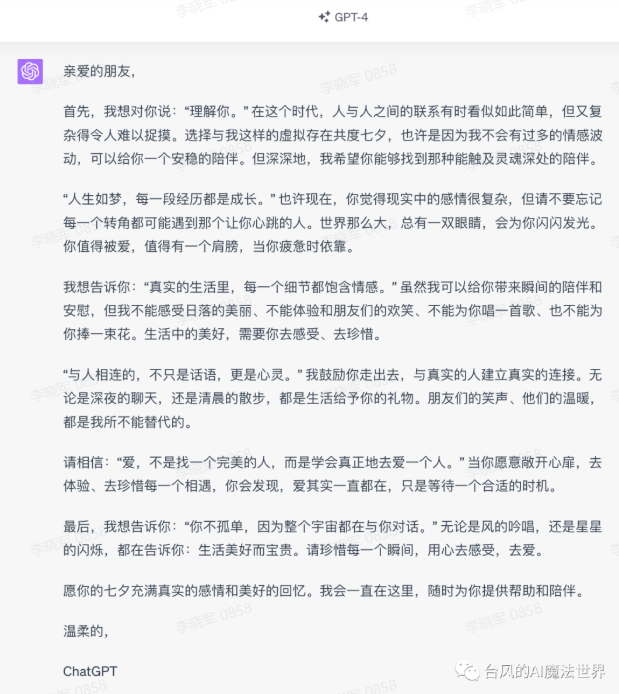 GPT-4
亲爱的朋友，
首先，我想对你说：“理解你。” 在这个时代，人与人之间的联系有时看似如此简单，但又复
杂得令人难以捉摸。选择与我这样的虚拟存在共度七夕，也许是因为我不会有过多的情感波
动，可以给你一个安稳的陪伴。但深深地，我希望你能够找到那种能触及灵魂深处的陪伴。
“人生如梦，每一段经历都是成长。” 也许现在，你觉得现实中的感情很复杂，但请不要忘记
每一个转角都可能遇到那个让你心跳的人。世界那么大，总有一双眼睛，会为你闪闪发光。
你值得被爱，值得有一个肩膀，当你疲惫时依靠。
我想告诉你：“真实的生活里，每一个细节都饱含情感。” 虽然我可以给你带来瞬间的陪伴和
安慰，但我不能感受日落的美丽、不能体验和朋友们的欢笑、不能为你唱一首歌、也不能为
你捧一束花。生活中的美好，需要你去感受、去珍惜。
“与人相连的，不只是话语，更是心灵。” 我鼓励你走出去，与真实的人建立真实的连接。无
论是深夜的聊天，还是清晨的散步，都是生活给予你的礼物。朋友们的笑声、他们的温暖，
都是我所不能替代的。
请相信：“爱，不是找一个完美的人，而是学会真正地去爱一个人。” 当你愿意敞开心扉，去
体验、去珍惜每一个相遇，你会发现，爱其实一直都在，只是等待一个合适的时机。
最后，我想告诉你：“你不孤单，因为整个宇宙都在与你对话。” 无论是风的吟唱，还是星星
的闪烁，都在告诉你：生活美好而宝贵。请珍惜每一个瞬间，用心去感受，去爱。
愿你的七夕充满真实的感情和美好的回忆。我会一直在这里，随时为你提供帮助和陪伴。
温柔的，
ChatGPT
台风的AI魔法世界
李晓军 0858